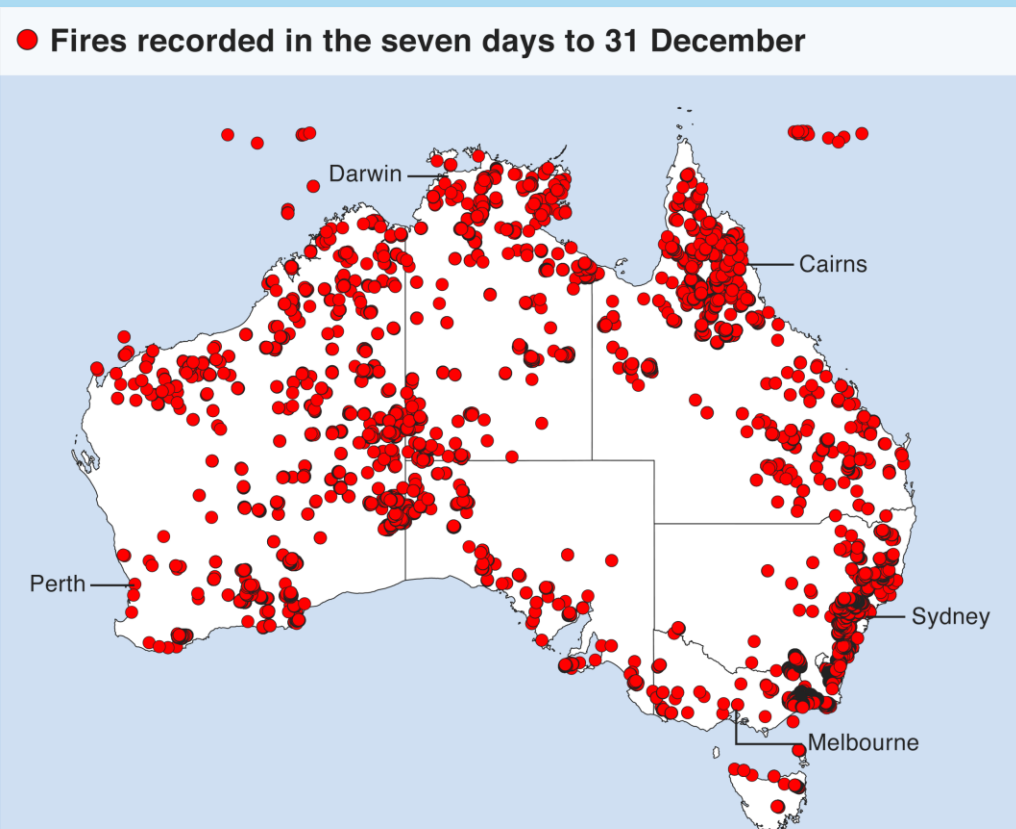 Fires recorded in the seven days to 31 December
Darwin
Cairns
Perth
Sydney
Melbourne